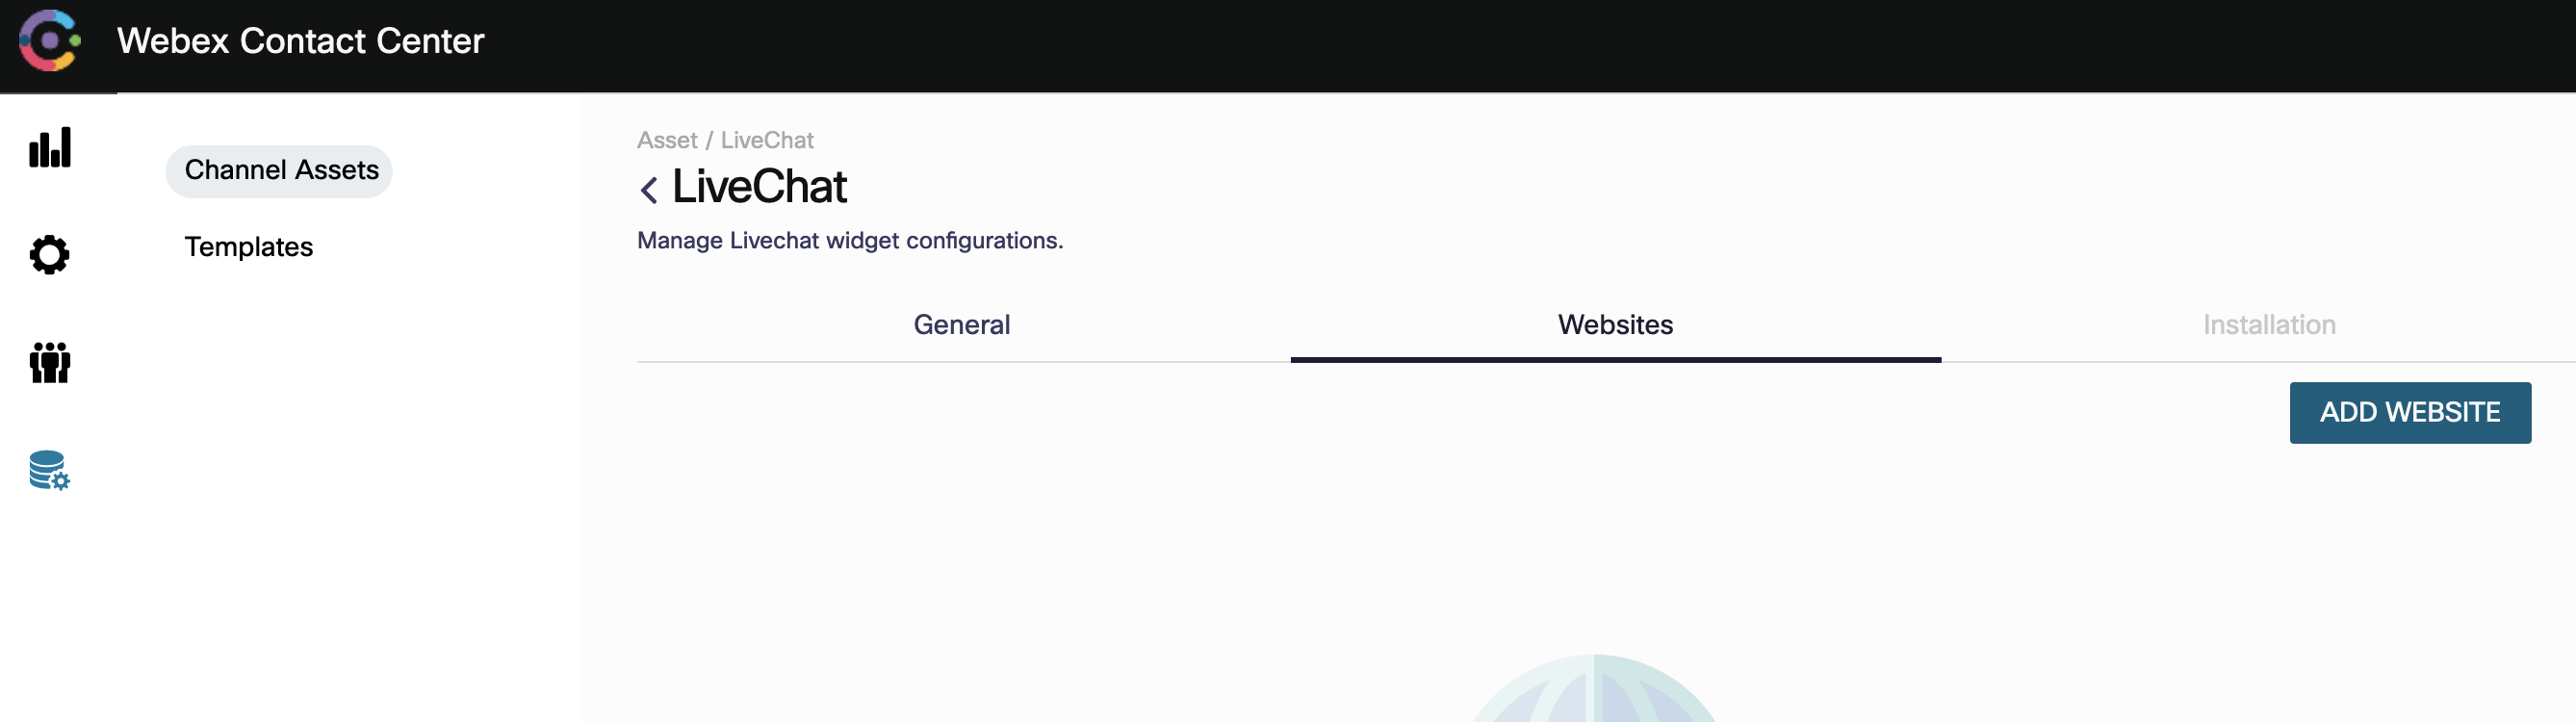 Webex Contact Center
Channel Assets
Templates
Asset / LiveChat
LiveChat
Manage Livechat widget configurations.
General
Websites
Installation
ADD WEBSITE